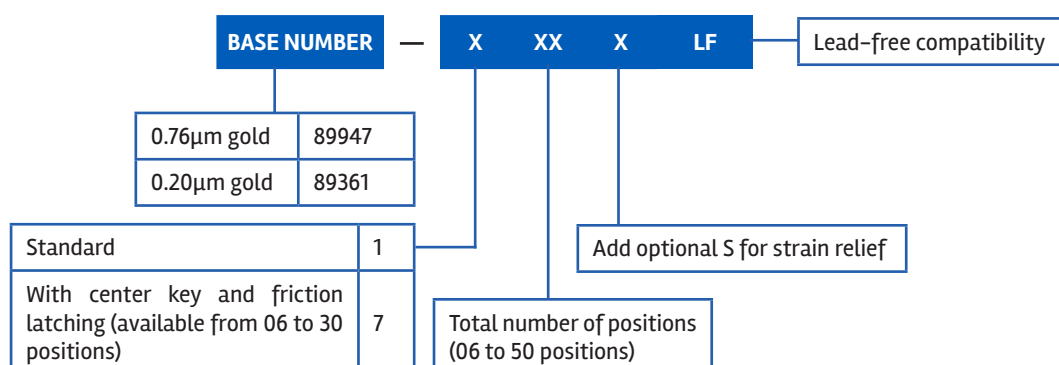 BASE NUMBER — X XX X LF
Lead-free compatibility
0.76µm gold 89947
0.20µm gold 89361
Standard 1
With center key and friction
latching (available from 06 to 30
positions)
7
Add optional S for strain relief
Total number of positions
(06 to 50 positions)